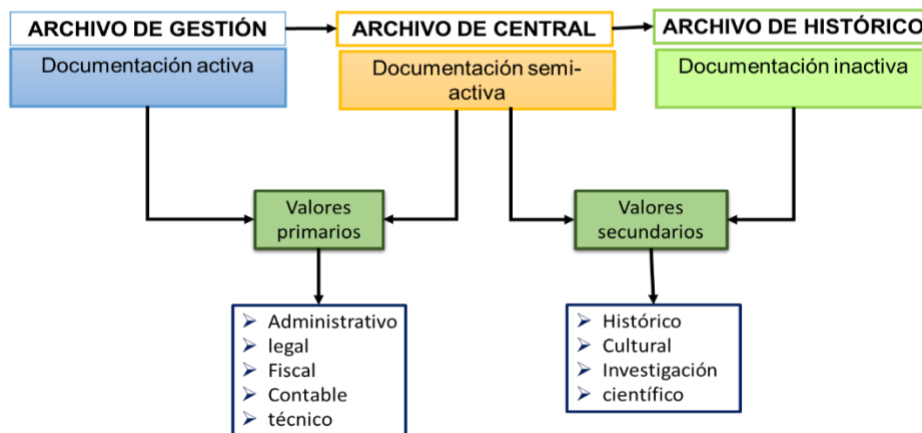 ARCHIVO DE GESTIÓN
ARCHIVO DE CENTRAL
ARCHIVO DE HISTÓRICO
Documentación activa
Documentación semi-
activa
Documentación inactiva
Valores
primarios
Valores
secundarios
Administrativo
legal
Fiscal
Contable
técnico
Histórico
Cultural
Investigación
científico